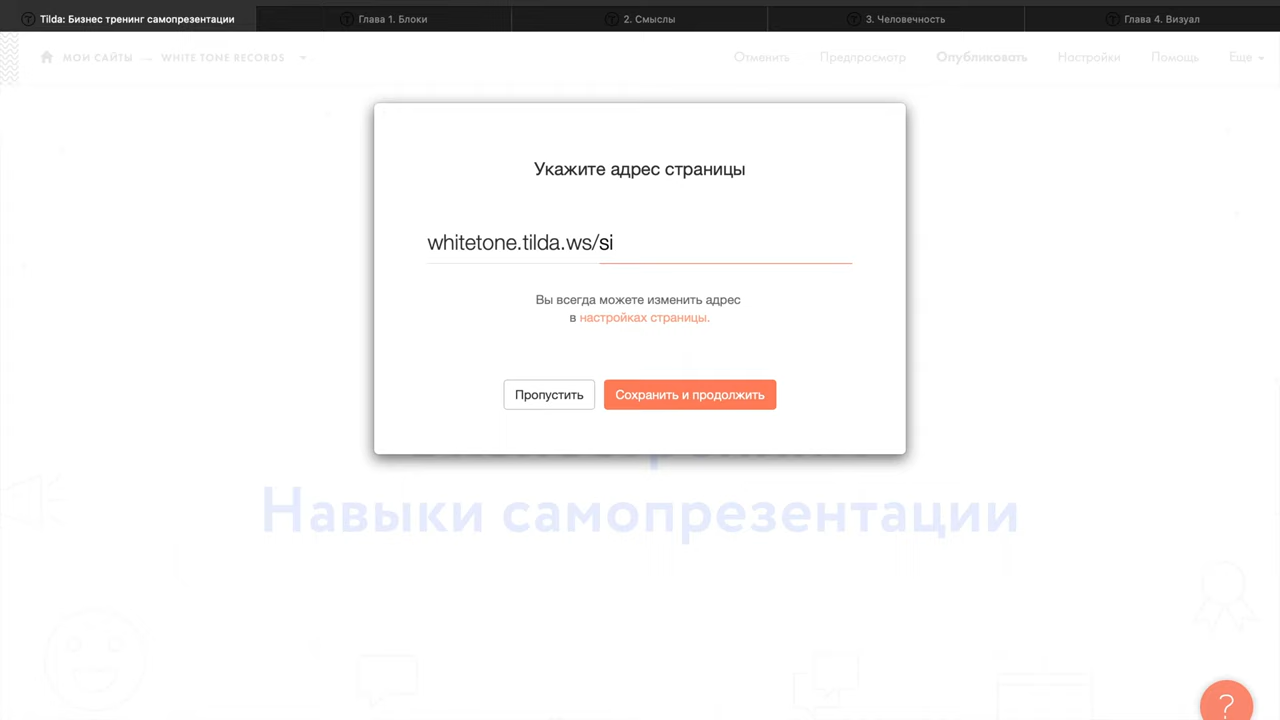 Tilda: Бизнес тренинг самопрезентации
Глава 1. Блоки
2. Смыслы
3. Человечность
Глава 4. Визуал
МОИ САЙТЫ → WHITE TONE RECORDS
Отменить
Предпросмотр
Опубликовать
Настройки
Помощь
Еще
Укажите адрес страницы
whitetone.tilda.ws/si
Вы всегда можете изменить адрес
в настройках страницы.
Пропустить
Сохранить и продолжить
Навыки самопрезентации
?